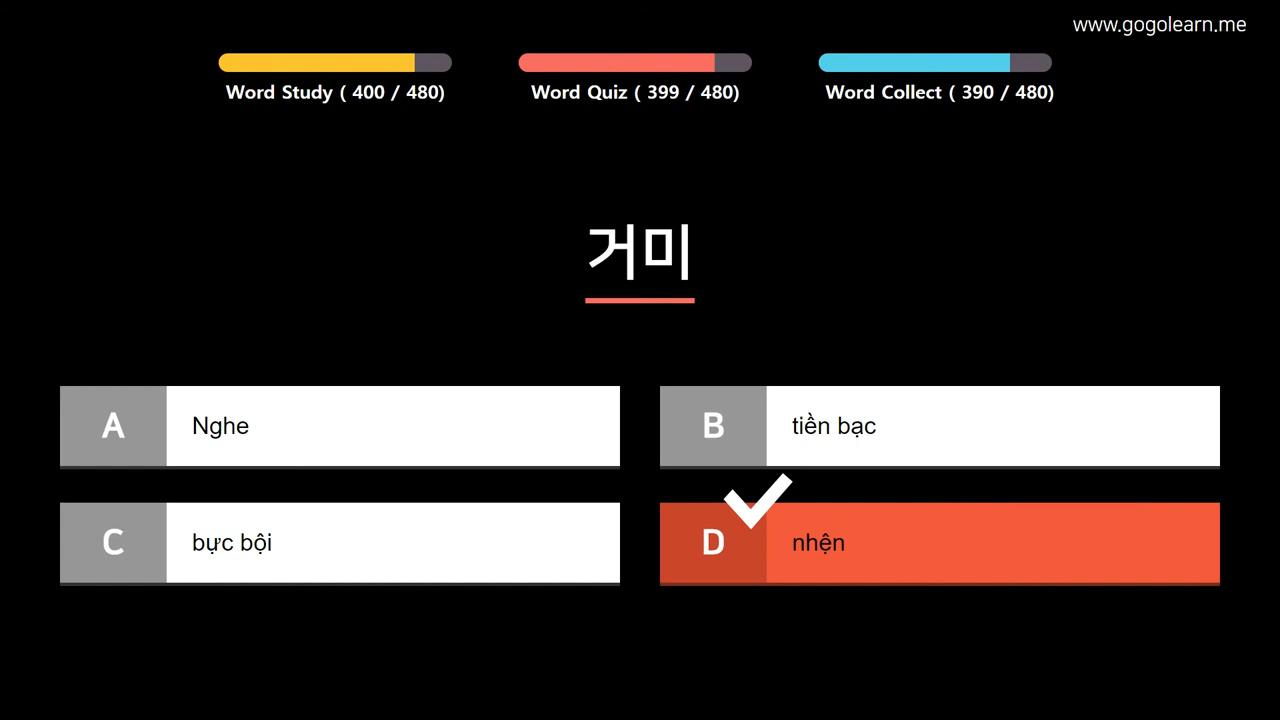 www.gogolearn.me
Word Study ( 400 / 480)
Word Quiz ( 399 / 480)
Word Collect ( 390 / 480)
거미
A Nghe
B tiền bạc
C bực bội
D nhện